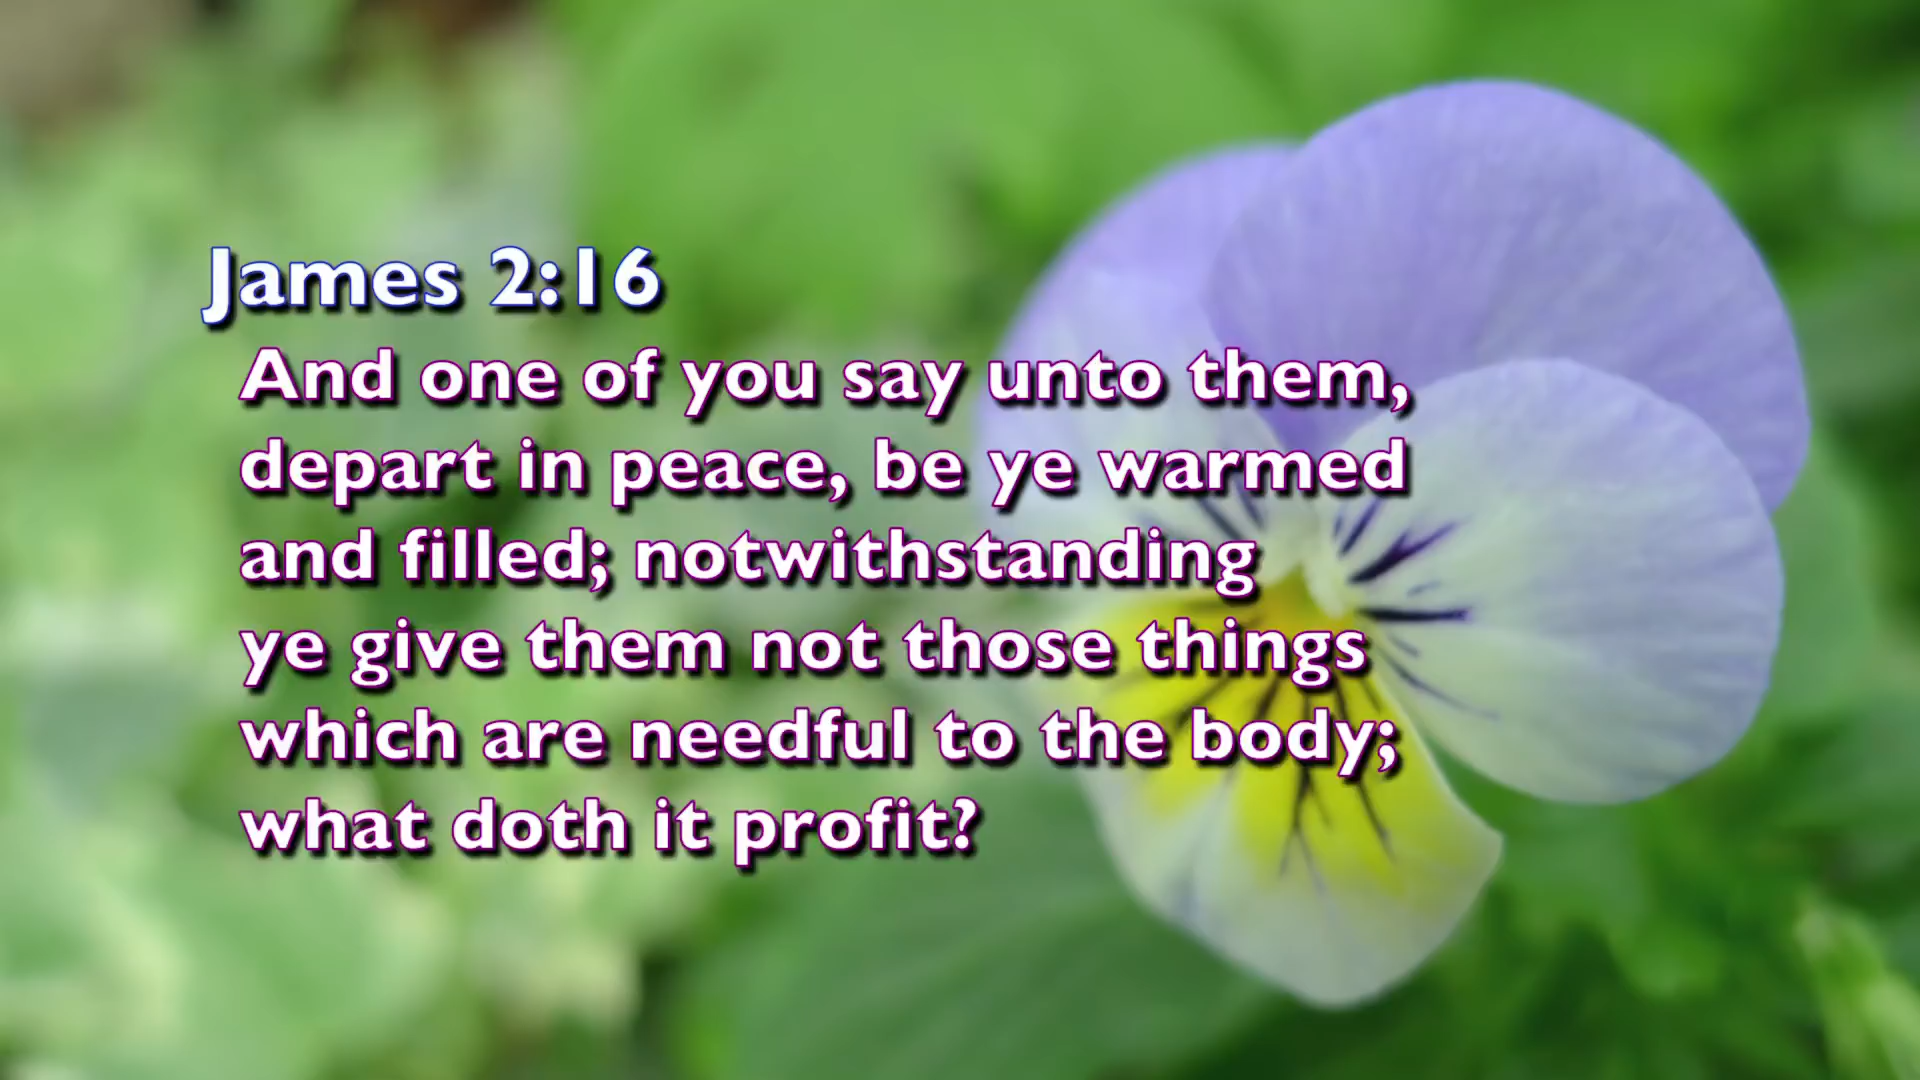 James 2:16
And one of you say unto them,
depart in peace, be ye warmed
and filled; notwithstanding
ye give them not those things
which are needful to the body;
what doth it profit?